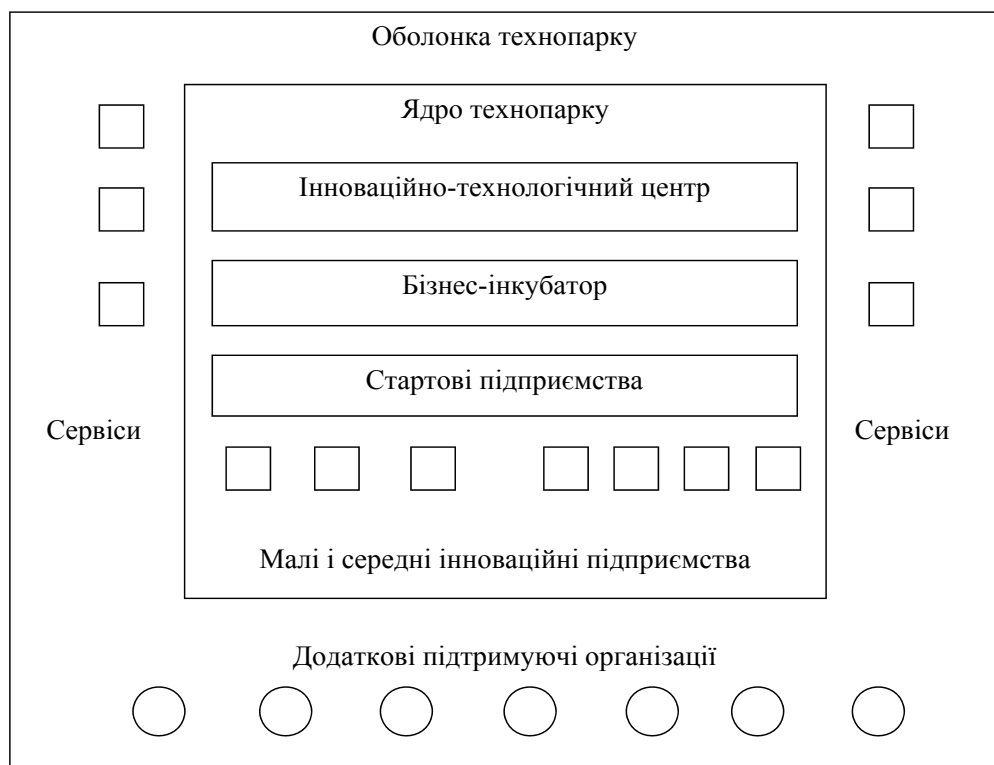 Оболонка технопарку
Ядро технопарку
Інноваційно-технологічний центр
Бізнес-інкубатор
Стартові підприємства
Сервіси
Сервіси
Малі і середні інноваційні підприємства
Додаткові підтримуючі організації